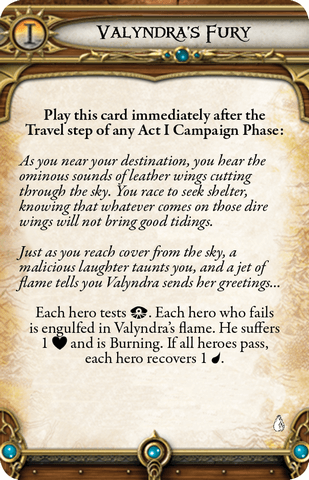 I
Valyndra's Fury
Play this card immediately after the
Travel step of any Act I Campaign Phase:
As you near your destination, you hear the
ominous sounds of leather wings cutting
through the sky. You race to seek shelter,
knowing that whatever comes on those dire
wings will not bring good tidings.
Just as you reach cover from the sky, a
malicious laughter taunts you, and a jet of
flame tells you Valyndra sends her greetings...
Each hero tests . Each hero who fails
is engulfed in Valyndra's flame. He suffers
1 and is Burning. If all heroes pass,
each hero recovers 1 .